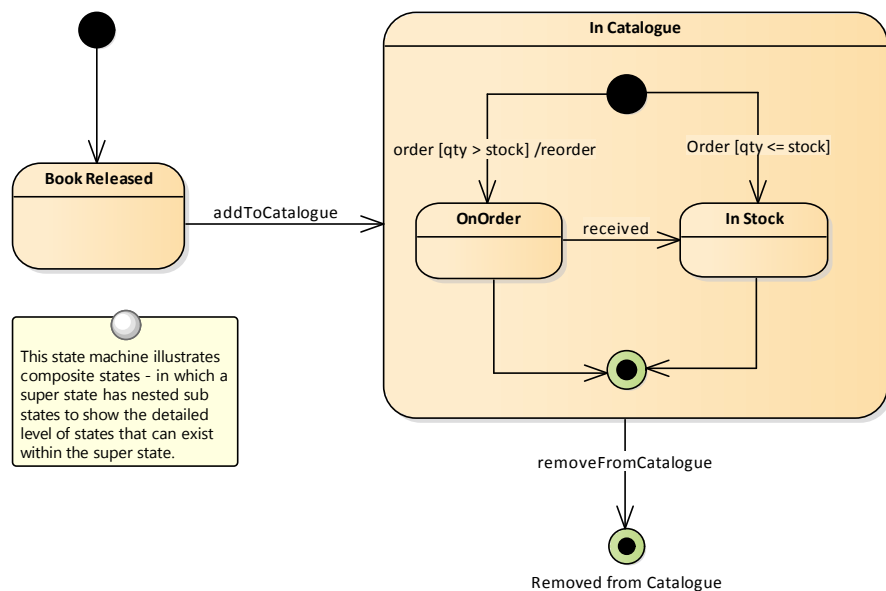 In Catalogue
order [qty > stock] /reorder
Order [qty <= stock]
Book Released
addToCatalogue
OnOrder
received
In Stock
This state machine illustrates
composite states - in which a
super state has nested sub
states to show the detailed
level of states that can exist
within the super state.
removeFromCatalogue
Removed from Catalogue